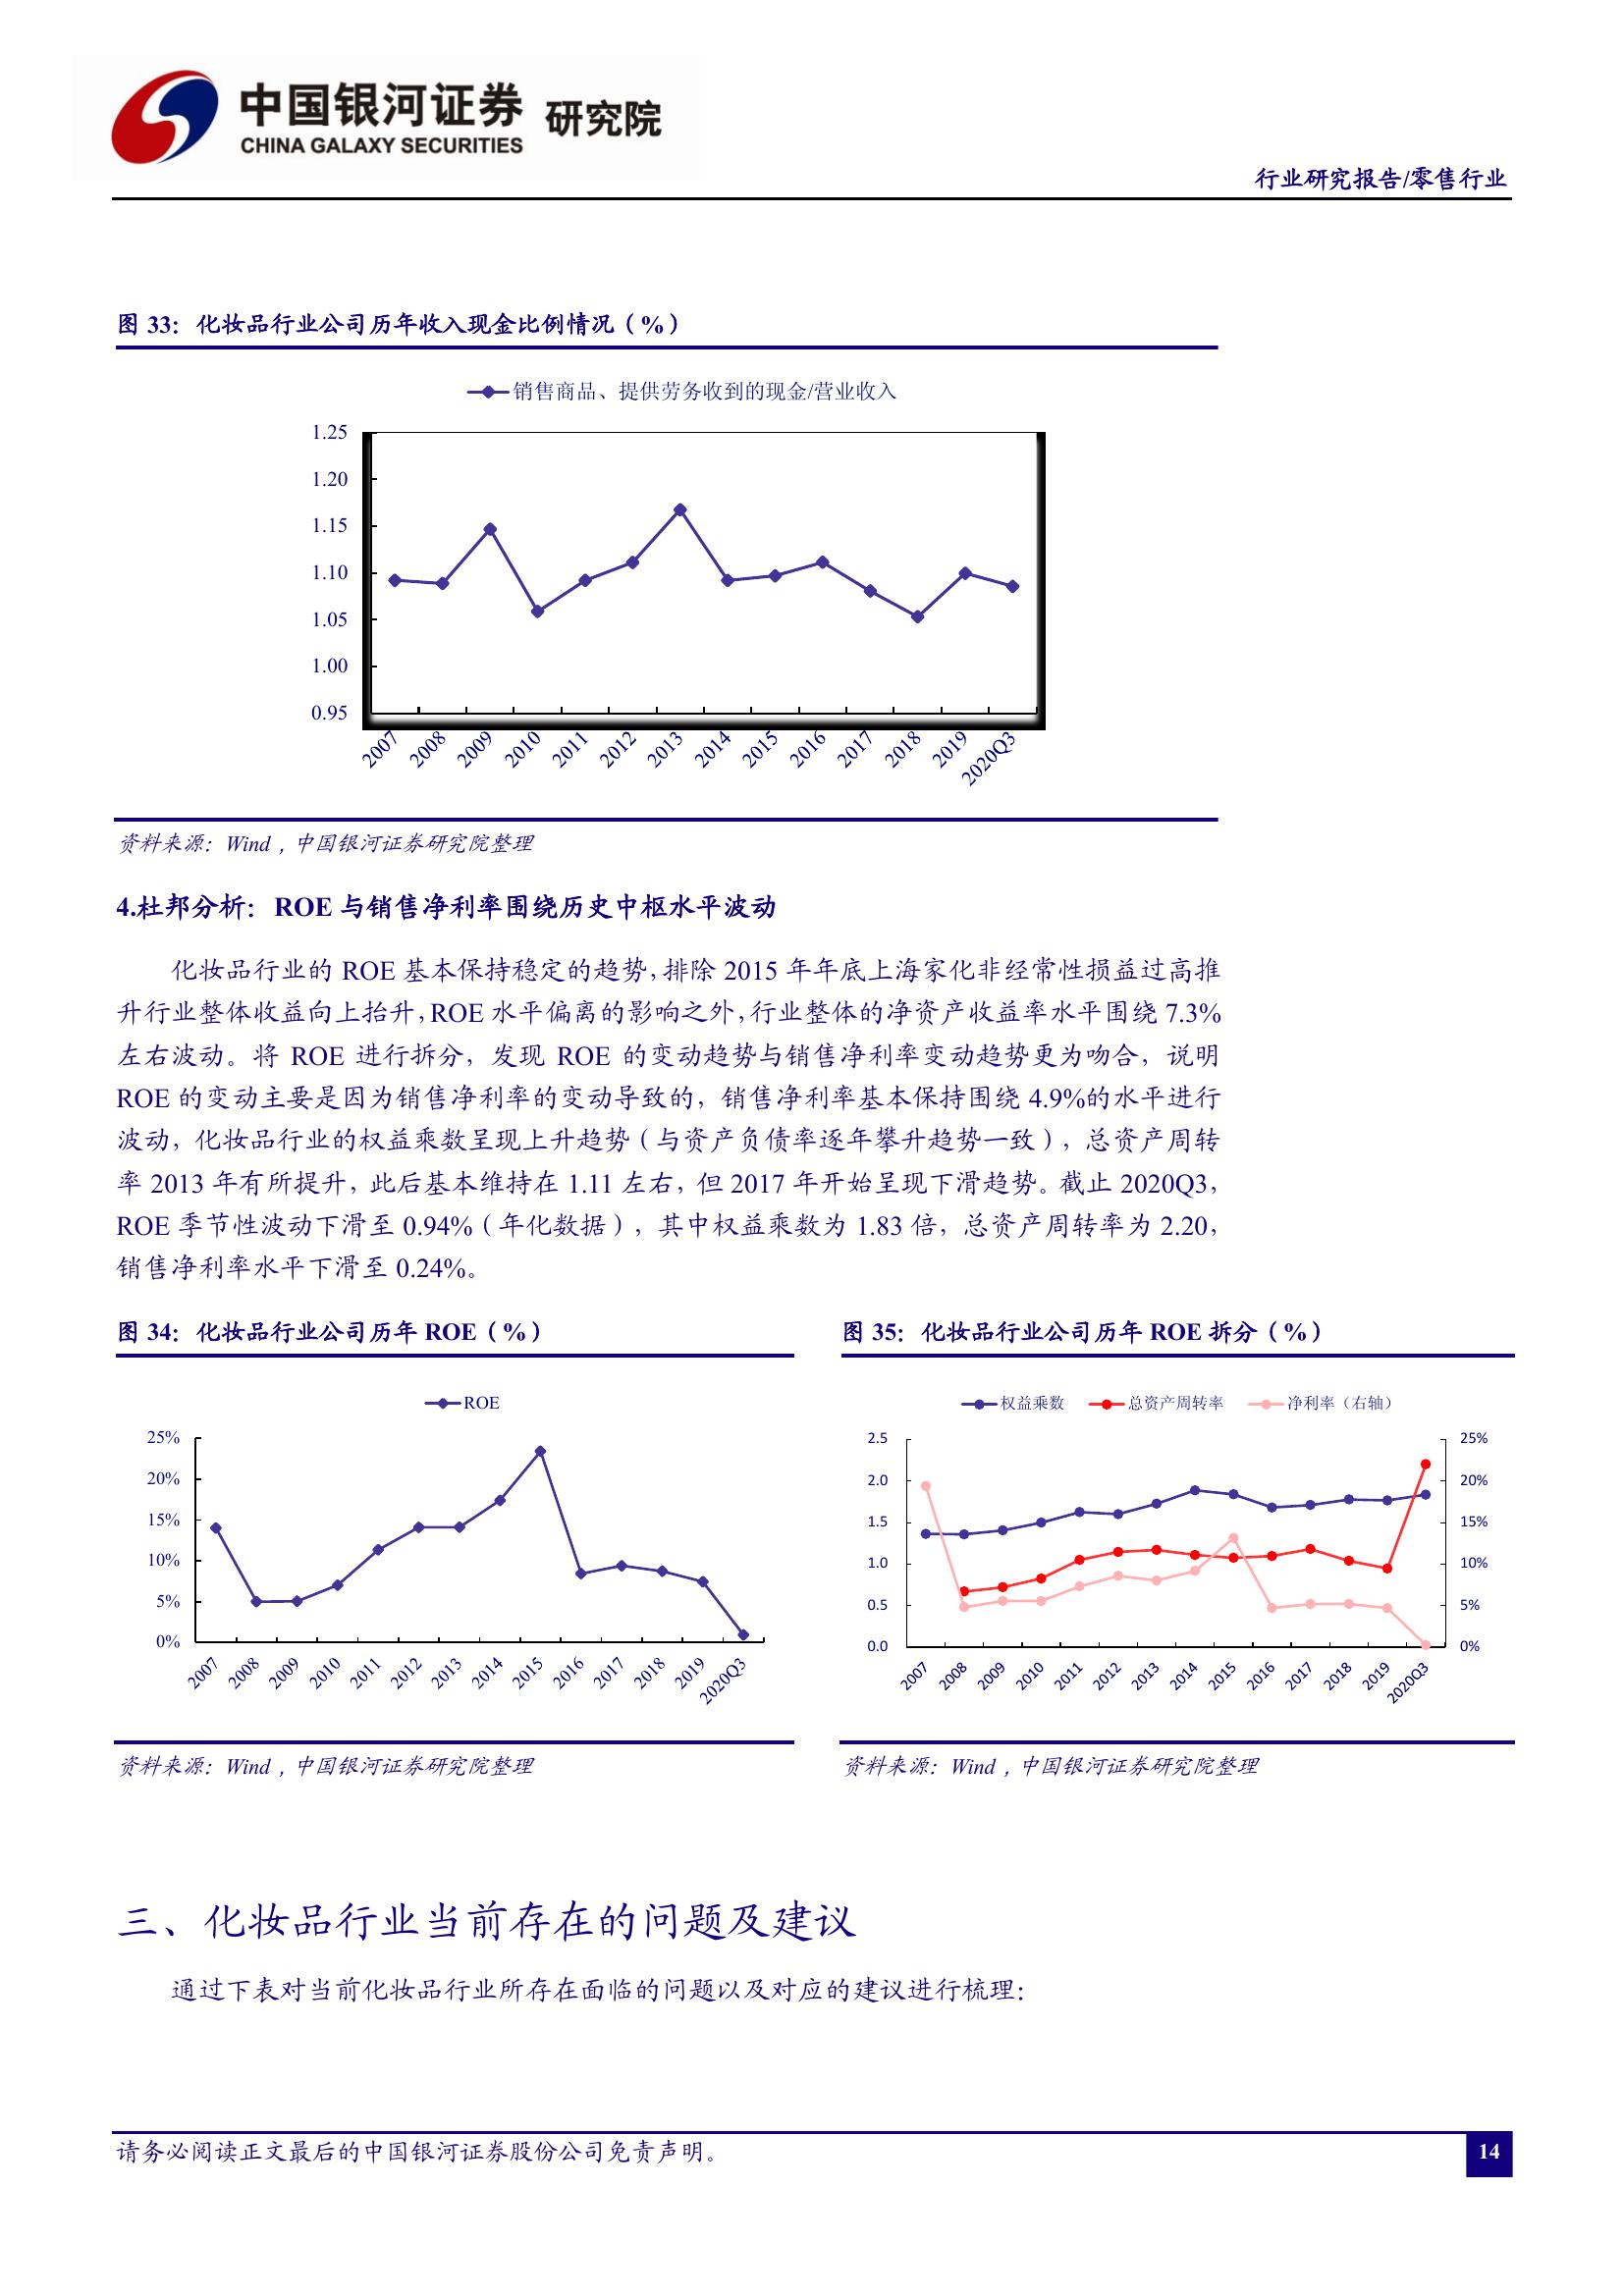 中国银河证券 研究院
CHINA GALAXY SECURITIES
行业研究报告/零售行业
图 33：化妆品行业公司历年收入现金比例情况（%）
销售商品、提供劳务收到的现金/营业收入
1.25
1.20
1.15
1.10
1.05
1.00
0.95
2007 2008 2009 2010 2011 2012 2013 2014 2015 2016 2017 2018 2019 2020Q3
资料来源：Wind，中国银河证券研究院整理
4.杜邦分析：ROE 与销售净利率围绕历史中枢水平波动
化妆品行业的 ROE 基本保持稳定的趋势，排除 2015 年年底上海家化非经常性损益过高推
升行业整体收益向上抬升，ROE 水平偏离的影响之外，行业整体的净资产收益率水平围绕 7.3%
左右波动。将 ROE 进行拆分，发现 ROE 的变动趋势与销售净利率变动趋势更为吻合，说明
ROE 的变动主要是因为销售净利率的变动导致的，销售净利率基本保持围绕 4.9%的水平进行
波动，化妆品行业的权益乘数呈现上升趋势（与资产负债率逐年攀升趋势一致），总资产周转
率 2013 年有所提升，此后基本维持在 1.11 左右，但 2017 年开始呈现下滑趋势。截止 2020Q3，
ROE 季节性波动下滑至 0.94%（年化数据），其中权益乘数为 1.83 倍，总资产周转率为 2.20，
销售净利率水平下滑至 0.24%。
图 34：化妆品行业公司历年 ROE（%）
ROE
25%
20%
15%
10%
5%
0%
2007 2008 2009 2010 2011 2012 2013 2014 2015 2016 2017 2018 2019 2020Q3
资料来源：Wind，中国银河证券研究院整理
图 35：化妆品行业公司历年 ROE 拆分（%）
权益乘数 总资产周转率 净利率（右轴）
2.5 25%
2.0 20%
1.5 15%
1.0 10%
0.5 5%
0.0 0%
2007 2008 2009 2010 2011 2012 2013 2014 2015 2016 2017 2018 2019 2020Q3
资料来源：Wind，中国银河证券研究院整理
三、化妆品行业当前存在的问题及建议
通过下表对当前化妆品行业所存在面临的问题以及对应的建议进行梳理：
请务必阅读正文最后的中国银河证券股份公司免责声明。
14